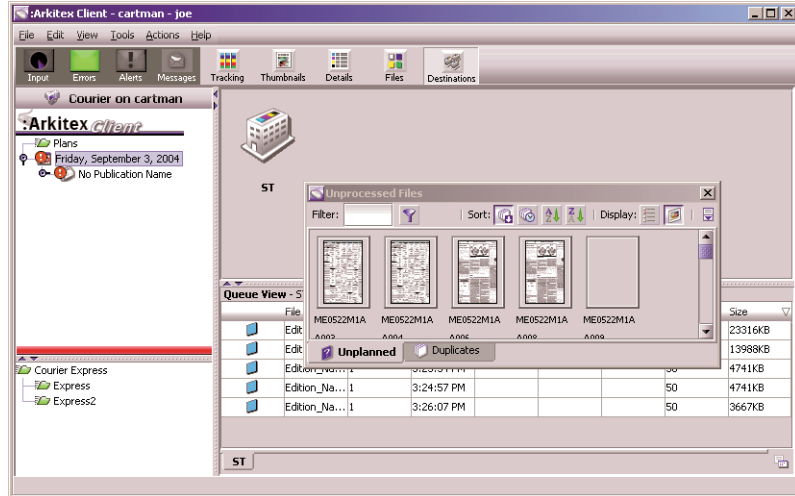 :Arkitex Client - cartman - joe
File Edit View Tools Actions Help
Input Errors Alerts Messages Tracking Thumbnails Details Files Destinations
Courier on cartman
:Arkitex Client
Plans
Friday, September 3, 2004
No Publication Name
ST
Unprocessed Files
Filter: Sort: Display:
ME0522M1A ME0522M1A ME0522M1A ME0522M1A ME0522M1A
Unplanned Duplicates
Queue View - S
File Size
Edit 23316KB
Edit 13988KB
1 50 4741KB
Edition_Na... 1 3:24:57 PM 50 4741KB
Edition_Na... 1 3:26:07 PM 50 3667KB
Courier Express
Express
Express2
ST